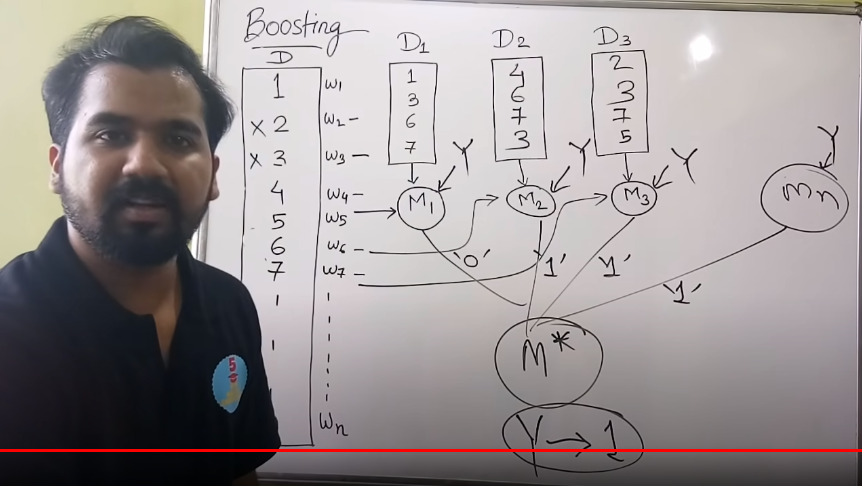 Boosting
D
1
× 2
× 3
4
5
6
7
w1
w2 -
w3 -
w4 -
w5
w6 -
w7 -
wn
D1
1
3
6
7
D2
4
6
7
3
D3
2
3
7
5
Y
Y
Y
Y
M1
M2
M3
Mn
'0'
'1'
'1'
'1'
M*
Y → 1